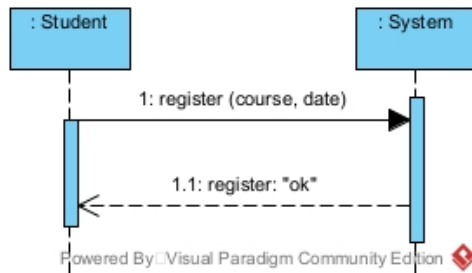 : Student
: System
1: register (course, date)
1.1: register: "ok"
Powered By Visual Paradigm Community Edition